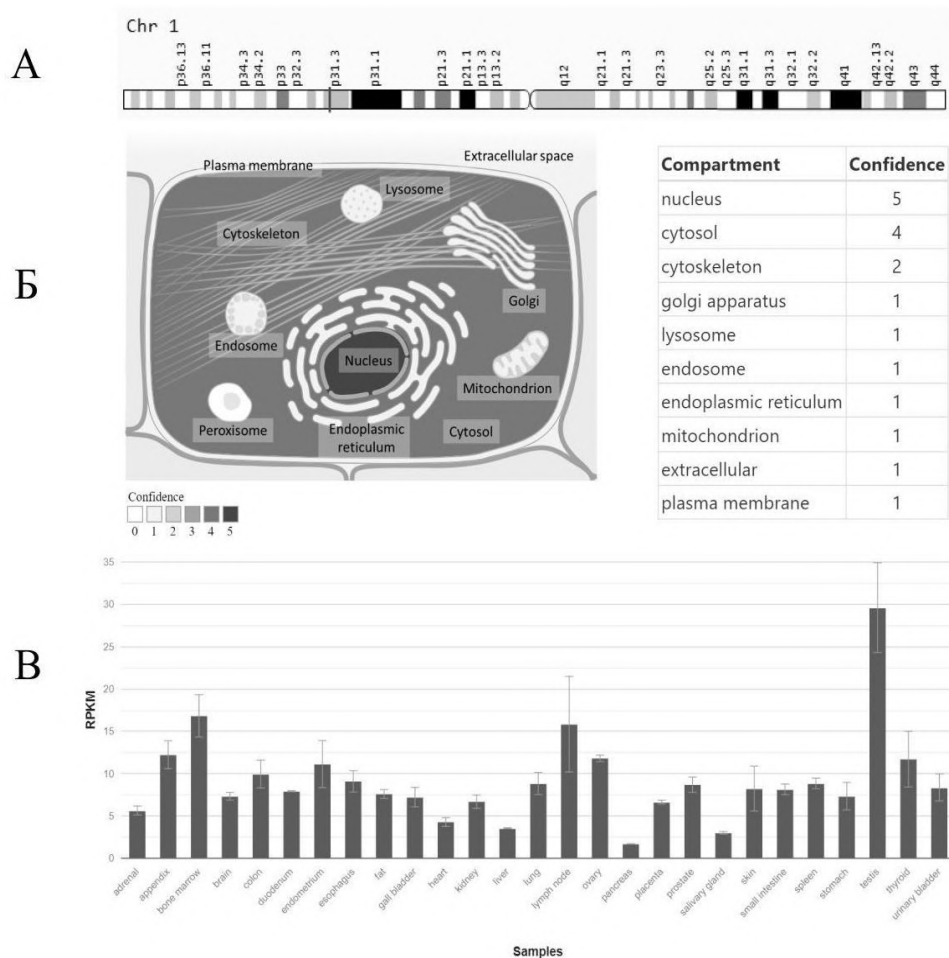 А
Chr 1
p36.13
p36.11
p34.3
p34.2
p33
p32.3
p31.3
p31.1
p21.3
p21.1
p13.3
p13.2
q12
q21.1
q21.3
q23.3
q25.2
q25.3
q31.1
q31.3
q32.1
q32.2
q41
q42.13
q42.2
q43
q44
Б
Plasma membrane
Extracellular space
Lysosome
Cytoskeleton
Golgi
Endosome
Nucleus
Mitochondrion
Peroxisome
Endoplasmic
reticulum
Cytosol
Confidence
0 1 2 3 4 5
Compartment Confidence
nucleus 5
cytosol 4
cytoskeleton 2
golgi apparatus 1
lysosome 1
endosome 1
endoplasmic reticulum 1
mitochondrion 1
extracellular 1
plasma membrane 1
В
RPKM
35
30
25
20
15
10
5
0
adrenal
appendix
bone marrow
brain
colon
duodenum
endometrium
esophagus
fat
gall bladder
heart
kidney
liver
lung
lymph node
ovary
pancreas
placenta
prostate
salivary gland
skin
small intestine
spleen
stomach
testis
thyroid
urinary bladder
Samples